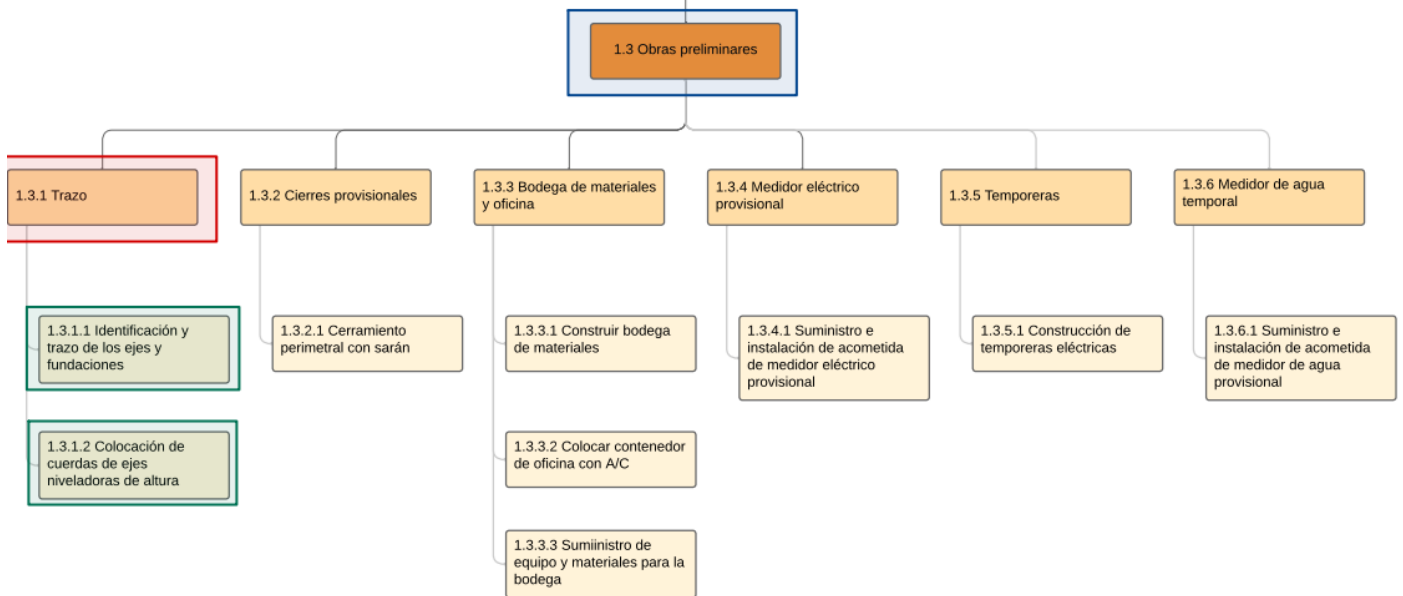 1.3 Obras preliminares
1.3.1 Trazo
1.3.2 Cierres provisionales
1.3.3 Bodega de materiales
y oficina
1.3.4 Medidor eléctrico
provisional
1.3.5 Temporeras
1.3.6 Medidor de agua
temporal
1.3.1.1 Identificación y
trazo de los ejes y
fundaciones
1.3.2.1 Cerramiento
perimetral con sarán
1.3.3.1 Construir bodega
de materiales
1.3.4.1 Suministro e
instalación de acometida
de medidor eléctrico
provisional
1.3.5.1 Construcción de
temporeras eléctricas
1.3.6.1 Suministro e
instalación de acometida
de medidor de agua
provisional
1.3.1.2 Colocación de
cuerdas de ejes
niveladoras de altura
1.3.3.2 Colocar contenedor
de oficina con A/C
1.3.3.3 Sumiinistro de
equipo y materiales para la
bodega